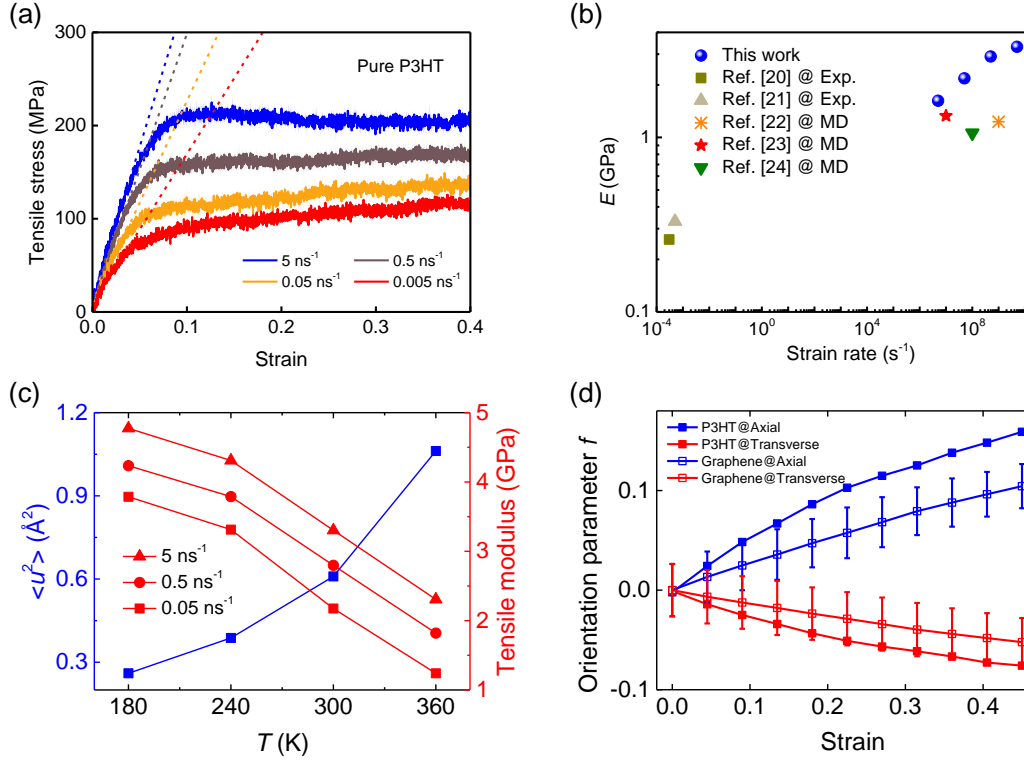 (a)
300
200
100
0
0.0 0.1 0.2 0.3 0.4
Tensile stress (MPa)
Strain
Pure P3HT
5 ns⁻¹ 0.5 ns⁻¹
0.05 ns⁻¹ 0.005 ns⁻¹
(b)
1
0.1
10⁻⁴ 10⁰ 10⁴ 10⁸
E (GPa)
Strain rate (s⁻¹)
This work
Ref. [20] @ Exp.
Ref. [21] @ Exp.
Ref. [22] @ MD
Ref. [23] @ MD
Ref. [24] @ MD
(c)
1.2
0.9
0.6
0.3
<u²> (Å²)
5
4
3
2
1
Tensile modulus (GPa)
5 ns⁻¹
0.5 ns⁻¹
0.05 ns⁻¹
180 240 300 360
T (K)
(d)
0.1
0.0
-0.1
Orientation parameter f
P3HT@Axial
P3HT@Transverse
Graphene@Axial
Graphene@Transverse
0.0 0.1 0.2 0.3 0.4
Strain